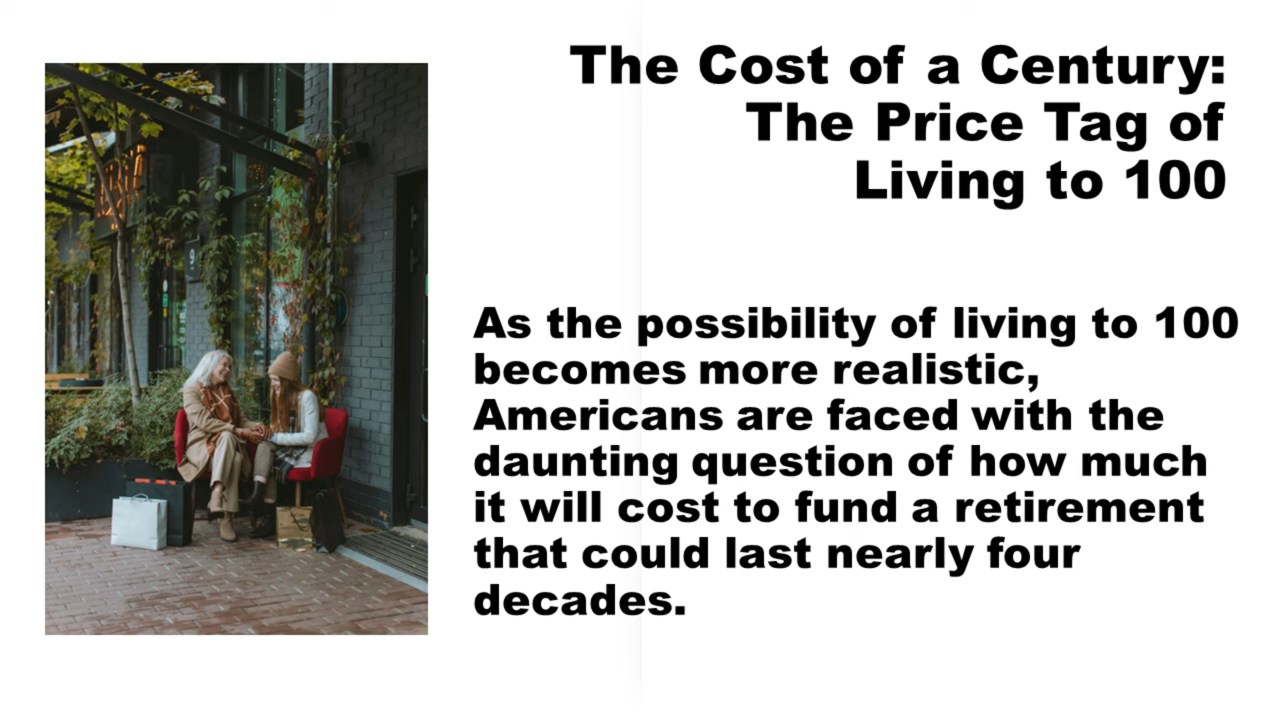 The Cost of a Century:
The Price Tag of
Living to 100
As the possibility of living to 100
becomes more realistic,
Americans are faced with the
daunting question of how much
it will cost to fund a retirement
that could last nearly four
decades.
9